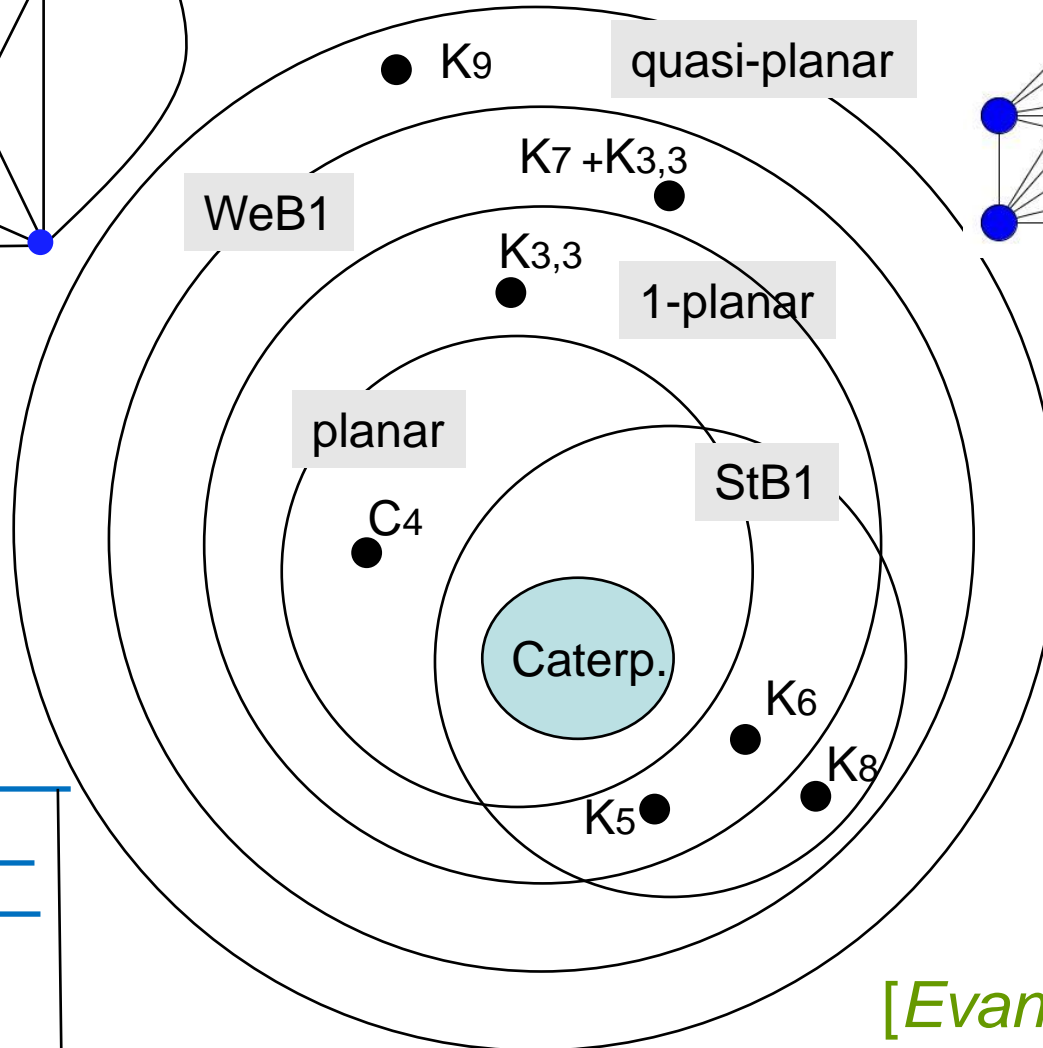 K9
quasi-planar
K7 +K3,3
WeB1
K3,3
1-planar
planar
StB1
C4
Caterp.
K6
K8
K5
[Evan